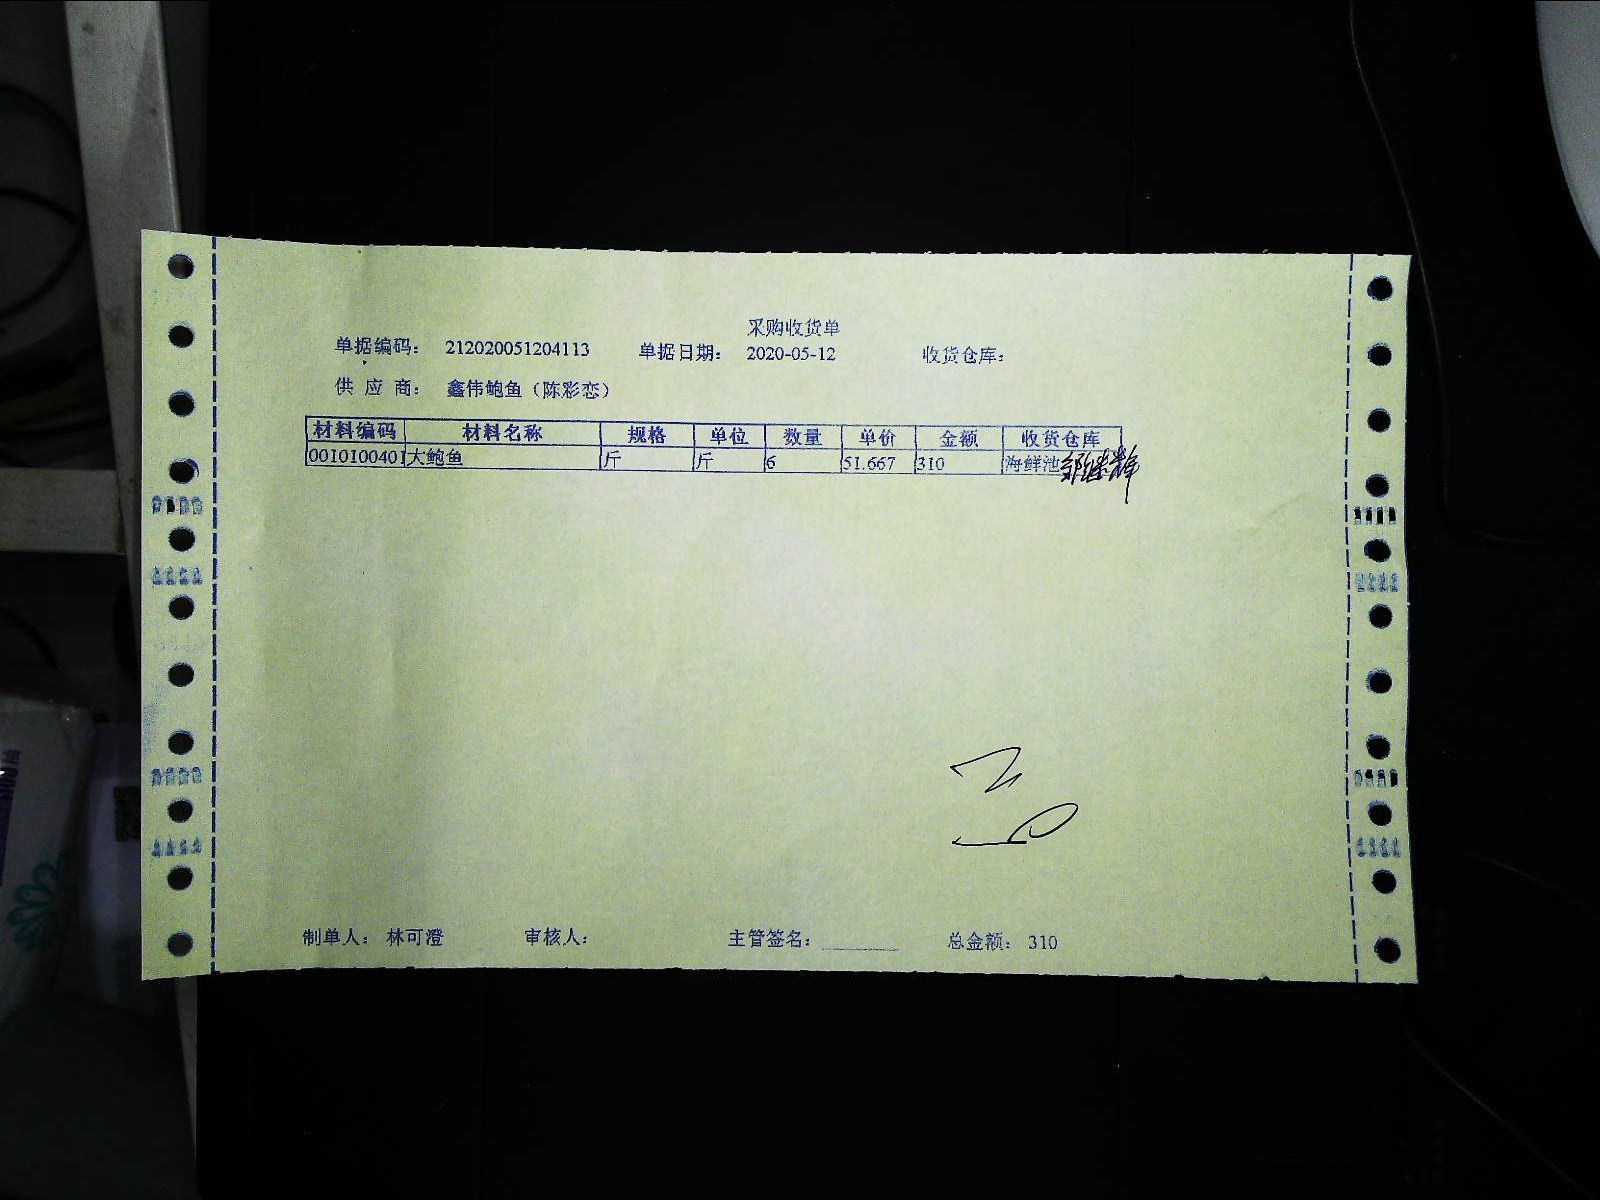 采购收货单
单据编码： 212020051204113 单据日期： 2020-05-12 收货仓库：
供 应 商： 鑫伟鲍鱼（陈彩恋）
材料编码 材料名称 规格 单位 数量 单价 金额 收货仓库
0010100401 大鲍鱼 斤 斤 6 51.667 310 海鲜池
制单人： 林可澄 审核人： 主管签名： 总金额： 310